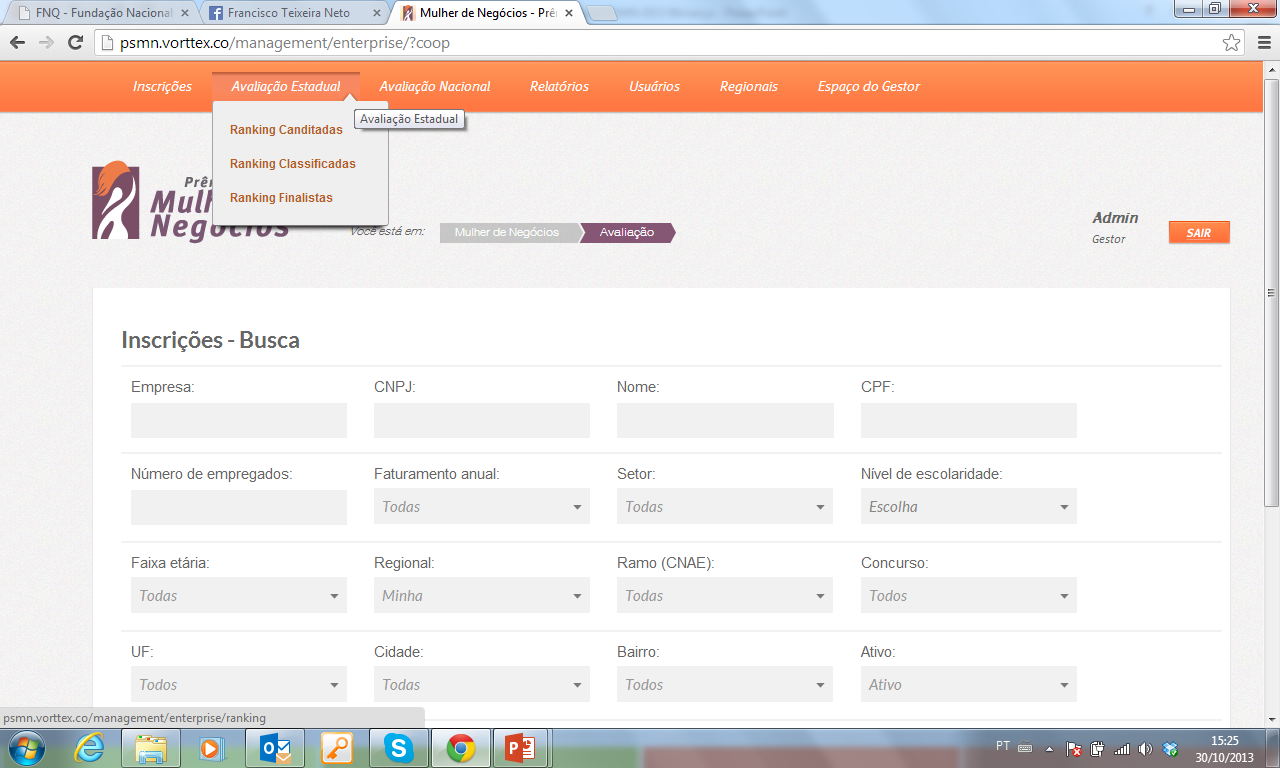 FNQ - Fundação Nacional
Francisco Teixeira Neto
Mulher de Negócios - Prê
psmn.vorttex.co/management/enterprise/?coop
Inscrições Avaliação Estadual Avaliação Nacional Relatórios Usuários Regionais Espaço do Gestor
Avaliação Estadual
Ranking Canditadas
Ranking Classificadas
Ranking Finalistas
Prê
Mulh
Negócios
Você está em: Mulher de Negócios Avaliação
Admin
Gestor
SAIR
Inscrições - Busca
Empresa: CNPJ: Nome: CPF:
Número de empregados: Faturamento anual: Setor: Nível de escolaridade:
Todas Todas Escolha
Faixa etária: Regional: Ramo (CNAE): Concurso:
Todas Minha Todas Todos
UF: Cidade: Bairro: Ativo:
Todos Todas Todos Ativo
psmn.vorttex.co/management/enterprise/ranking
PT
15:25
30/10/2013